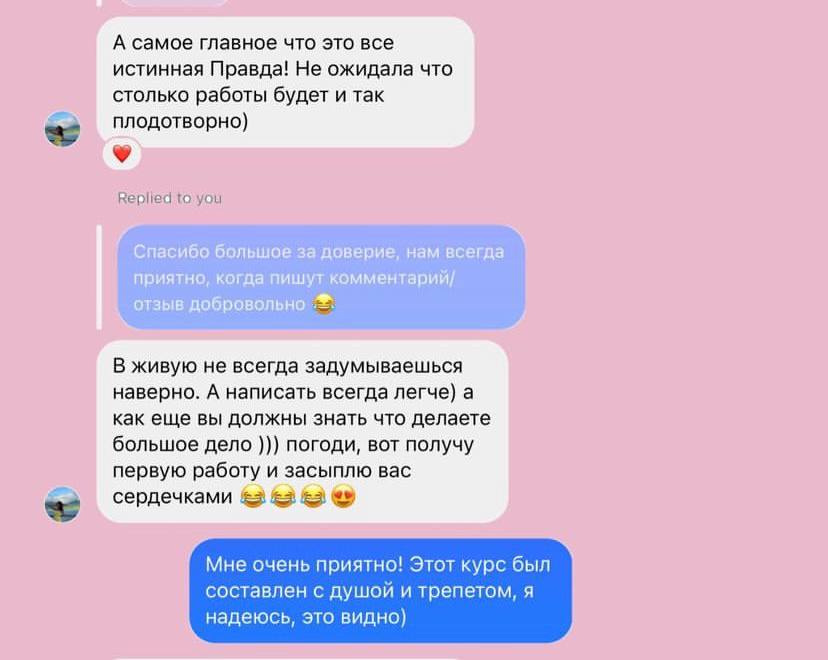 А самое главное что это все
истинная Правда! Не ожидала что
столько работы будет и так
плодотворно)
Replied to you
Спасибо большое за доверие, нам всегда
приятно, когда пишут комментарий/
отзыв добровольно 😂
В живую не всегда задумываешься
наверно. А написать всегда легче) а
как еще вы должны знать что делаете
большое дело ))) погоди, вот получу
первую работу и засыплю вас
сердечками 😂😂😂😍
Мне очень приятно! Этот курс был
составлен с душой и трепетом, я
надеюсь, это видно)